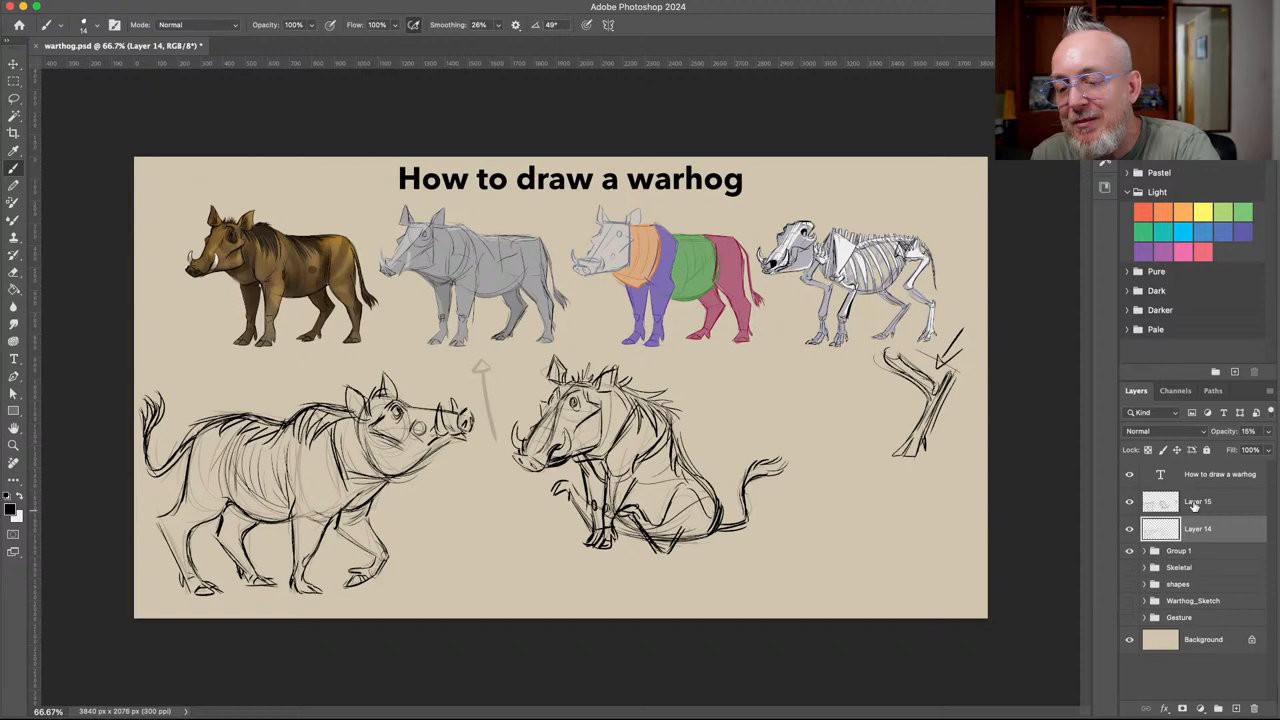 Adobe Photoshop 2024
14
Mode: Normal
Opacity: 100%
Flow: 100%
Smoothing: 26%
49°
warthog.psd @ 66.7% (Layer 14, RGB/8*) *
How to draw a warhog
Pastel
Light
Pure
Dark
Darker
Pale
Layers Channels Paths
Kind
Normal
Opacity: 15%
Lock:
Fill: 100%
T How to draw a warhog
Layer 15
Layer 14
Group 1
Skeletal
shapes
Warthog_Sketch
Gesture
Background
66.67% 3840 px x 2076 px (300 ppi)